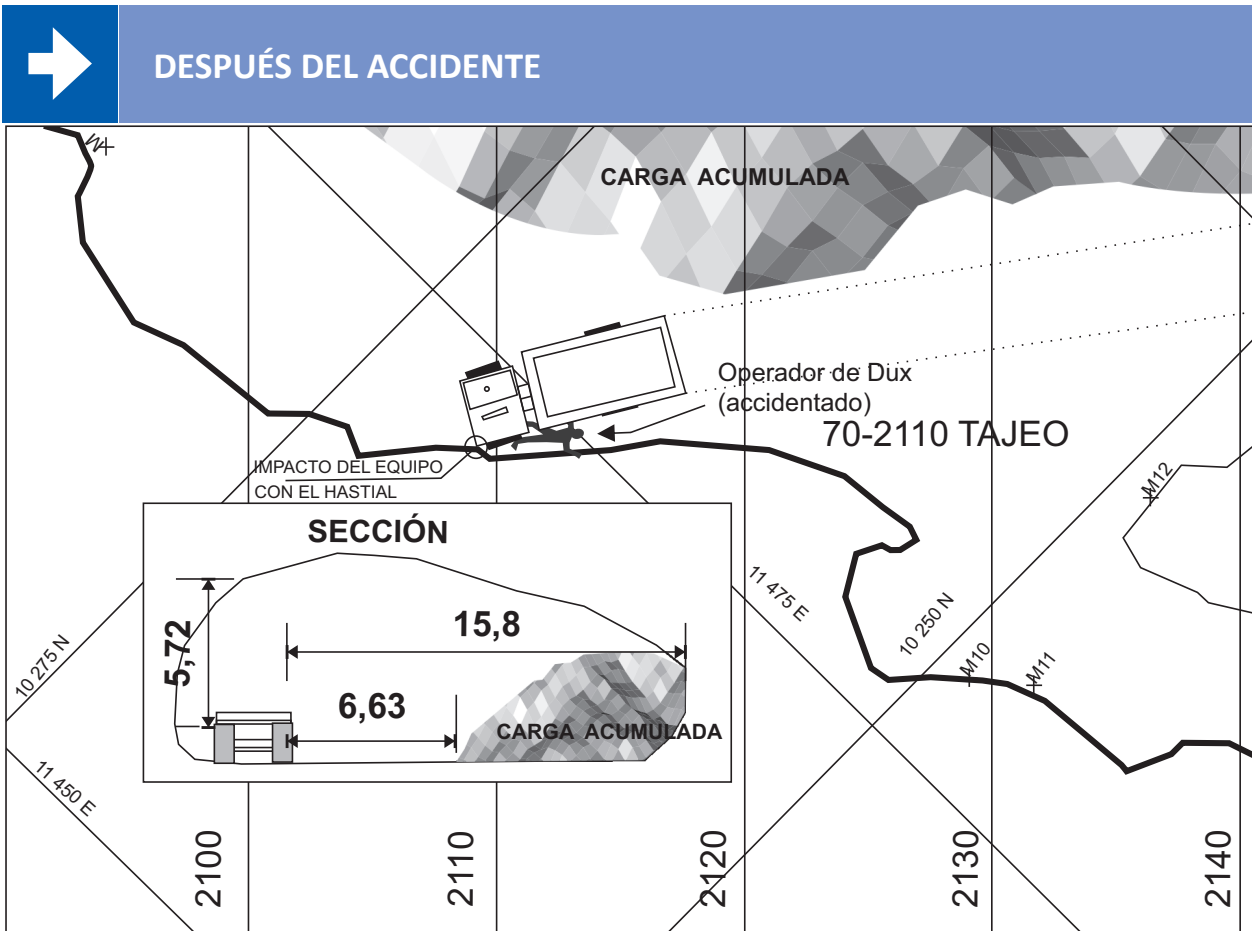 DESPUÉS DEL ACCIDENTE
M
CARGA ACUMULADA
Operador de Dux
(accidentado)
70-2110 TAJEO
IMPACTO DEL EQUIPO
CON EL HASTIAL
M12
SECCIÓN
15,8
5,72
6,63
CARGA ACUMULADA
11 475 E
10 250 N
M10
M11
10 275 N
11 450 E
2100
2110
2120
2130
2140